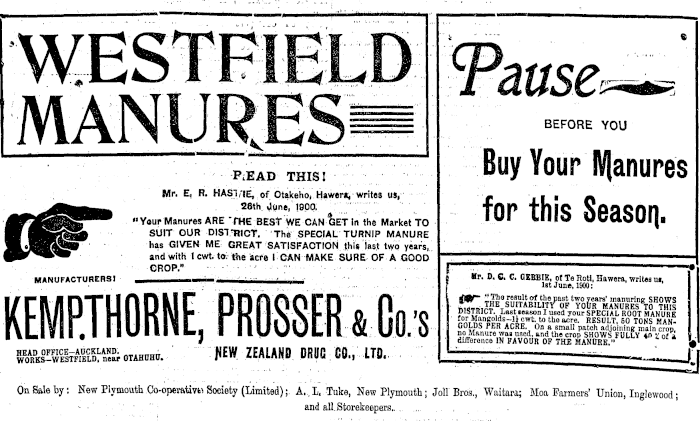 WESTFIELD
MANURES
READ THIS!
Mr. E. R. HASTIE, of Otakeho, Hawera, writes us,
26th June, 1900.
"Your Manures ARE THE BEST WE CAN GET in the Market TO
SUIT OUR DISTRICT. The SPECIAL TURNIP MANURE
has GIVEN ME GREAT SATISFACTION this last two years,
and with 1 cwt. to the acre I CAN MAKE SURE OF A GOOD
CROP."
MANUFACTURERS:
KEMPTHORNE, PROSSER & Co.'s
HEAD OFFICE—AUCKLAND.
WORKS—WESTFIELD, near OTAHUHU.
NEW ZEALAND DRUG CO., LTD.
Pause
BEFORE YOU
Buy Your Manures
for this Season.
Mr. D. C. C. GEBBIE, of Te Roti, Hawera, writes us,
1st June, 1900:
"The result of the past two years' manuring SHOWS
THE SUITABILITY OF YOUR MANURES TO THIS
DISTRICT. Last season I used your SPECIAL ROOT MANURE
for Mangolds—1½ cwt. to the acre. RESULT, 50 TONS MAN-
GOLDS PER ACRE. On a small patch adjoining main crop,
no Manure was used, and the crop SHOWS FULLY 40 % of a
difference IN FAVOUR OF THE MANURE."
On Sale by: New Plymouth Co-operative Society (Limited); A. L. Tuke, New Plymouth; Joll Bros., Waitara; Moa Farmers' Union, Inglewood;
and all Storekeepers.